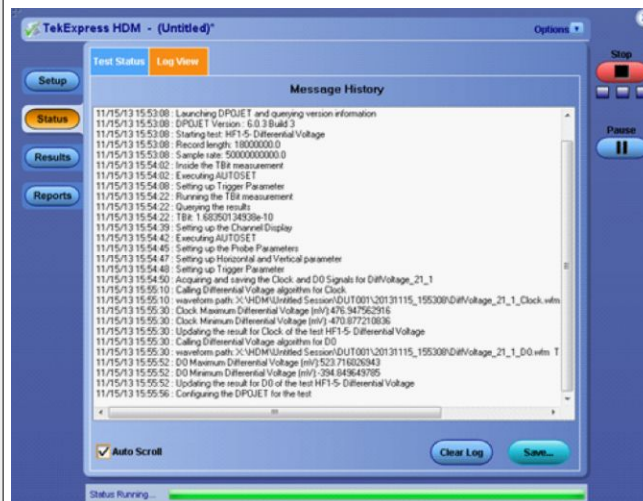 TekExpress HDM - (Untitled)*
Options
Stop
Test Status
Log View
Setup
Message History
Status
Pause
Results
Reports
11/15/13 15:53:08 : Launching DPOJET and querying version information
11/15/13 15:53:08 : DPOJET Version : 6.0.3 Build 3
11/15/13 15:53:08 : Starting test: HF1-5- Differential Voltage
11/15/13 15:53:08 : Record length: 18000000.0
11/15/13 15:53:08 : Sample rate: 50000000000.0
11/15/13 15:54:02 : Inside the TBit measurement
11/15/13 15:54:02 : Executing AUTOSET
11/15/13 15:54:08 : Setting up Trigger Parameter
11/15/13 15:54:22 : Running the TBit measurement
11/15/13 15:54:22 : Querying the results
11/15/13 15:54:22 : TBit: 1.68350134938e-10
11/15/13 15:54:39 : Setting up the Channel Display
11/15/13 15:54:42 : Executing AUTOSET
11/15/13 15:54:45 : Setting up the Probe Parameters
11/15/13 15:54:47 : Setting up Horizontal and Vertical parameter
11/15/13 15:54:48 : Setting up Trigger Parameter
11/15/13 15:54:50 : Acquiring and saving the Clock and D0 Signals for DiffVoltage_21_1
11/15/13 15:55:10 : Calling Differential Voltage algorithm for Clock
11/15/13 15:55:10 : waveform path: X:\HDM\Untitled Session\DUT001\20131115_155308\DiffVoltage_21_1_Clock.wfm
11/15/13 15:55:30 : Clock Maximum Differential Voltage (mV):476.947562916
11/15/13 15:55:30 : Clock Minimum Differential Voltage (mV):-470.877210836
11/15/13 15:55:30 : Updating the result for Clock of the test HF1-5- Differential Voltage
11/15/13 15:55:30 : Calling Differential Voltage algorithm for D0
11/15/13 15:55:30 : waveform path: X:\HDM\Untitled Session\DUT001\20131115_155308\DiffVoltage_21_1_D0.wfm T
11/15/13 15:55:52 : D0 Maximum Differential Voltage (mV):523.716826943
11/15/13 15:55:52 : D0 Minimum Differential Voltage (mV):-394.849649785
11/15/13 15:55:52 : Updating the result for D0 of the test HF1-5- Differential Voltage
11/15/13 15:55:56 : Configuring the DPOJET for the test
Auto Scroll
Clear Log
Save...
Status Running...